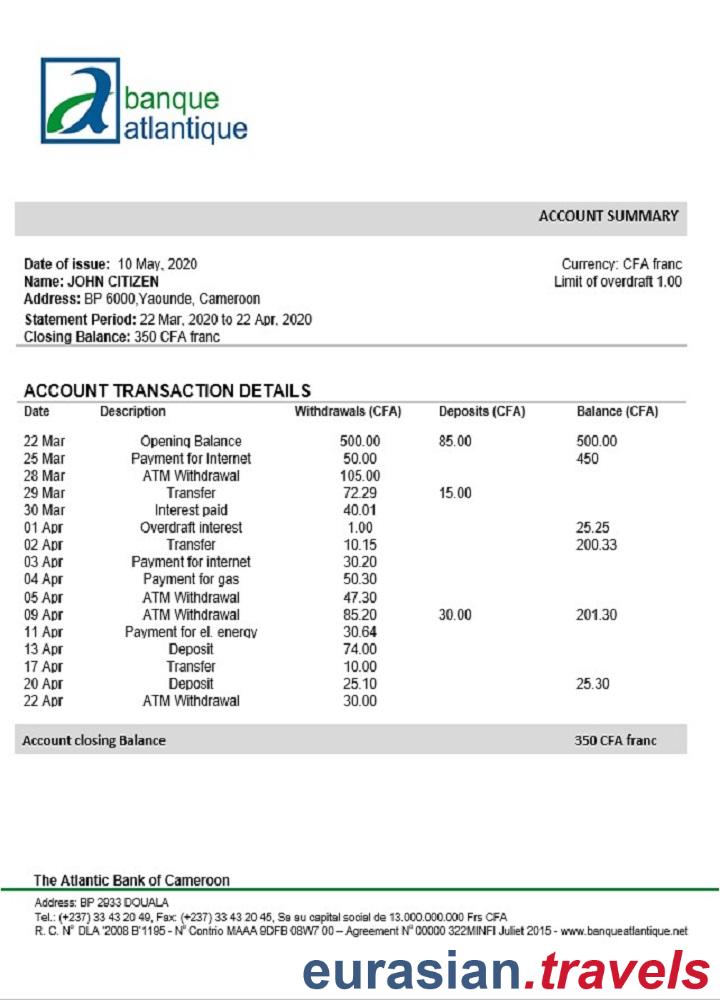 banque
atlantique
ACCOUNT SUMMARY
Date of issue: 10 May, 2020
Currency: CFA franc
Name: JOHN CITIZEN
Limit of overdraft 1.00
Address: BP 6000,Yaounde, Cameroon
Statement Period: 22 Mar, 2020 to 22 Apr, 2020
Closing Balance: 350 CFA franc
ACCOUNT TRANSACTION DETAILS
Date Description Withdrawals (CFA) Deposits (CFA) Balance (CFA)
22 Mar Opening Balance 500.00 85.00 500.00
25 Mar Payment for Internet 50.00 450
28 Mar ATM Withdrawal 105.00
29 Mar Transfer 72.29 15.00
30 Mar Interest paid 40.01
01 Apr Overdraft interest 1.00 25.25
02 Apr Transfer 10.15 200.33
03 Apr Payment for internet 30.20
04 Apr Payment for gas 50.30
05 Apr ATM Withdrawal 47.30
09 Apr ATM Withdrawal 85.20 30.00 201.30
11 Apr Payment for el. energy 30.64
13 Apr Deposit 74.00
17 Apr Transfer 10.00
20 Apr Deposit 25.10 25.30
22 Apr ATM Withdrawal 30.00
Account closing Balance 350 CFA franc
The Atlantic Bank of Cameroon
Address: BP 2933 DOUALA
Tel.: (+237) 33 43 20 49, Fax: (+237) 33 43 20 45, Sa au capital social de 13.000.000.000 Frs CFA
R. C. N° DLA '2008 B'1195 - N° Contrio MAAA 9DFB 08W7 00 – Agreement N° 00000 322MINFI Juliet 2015 - www.banqueatlantique.net
eurasian.travels